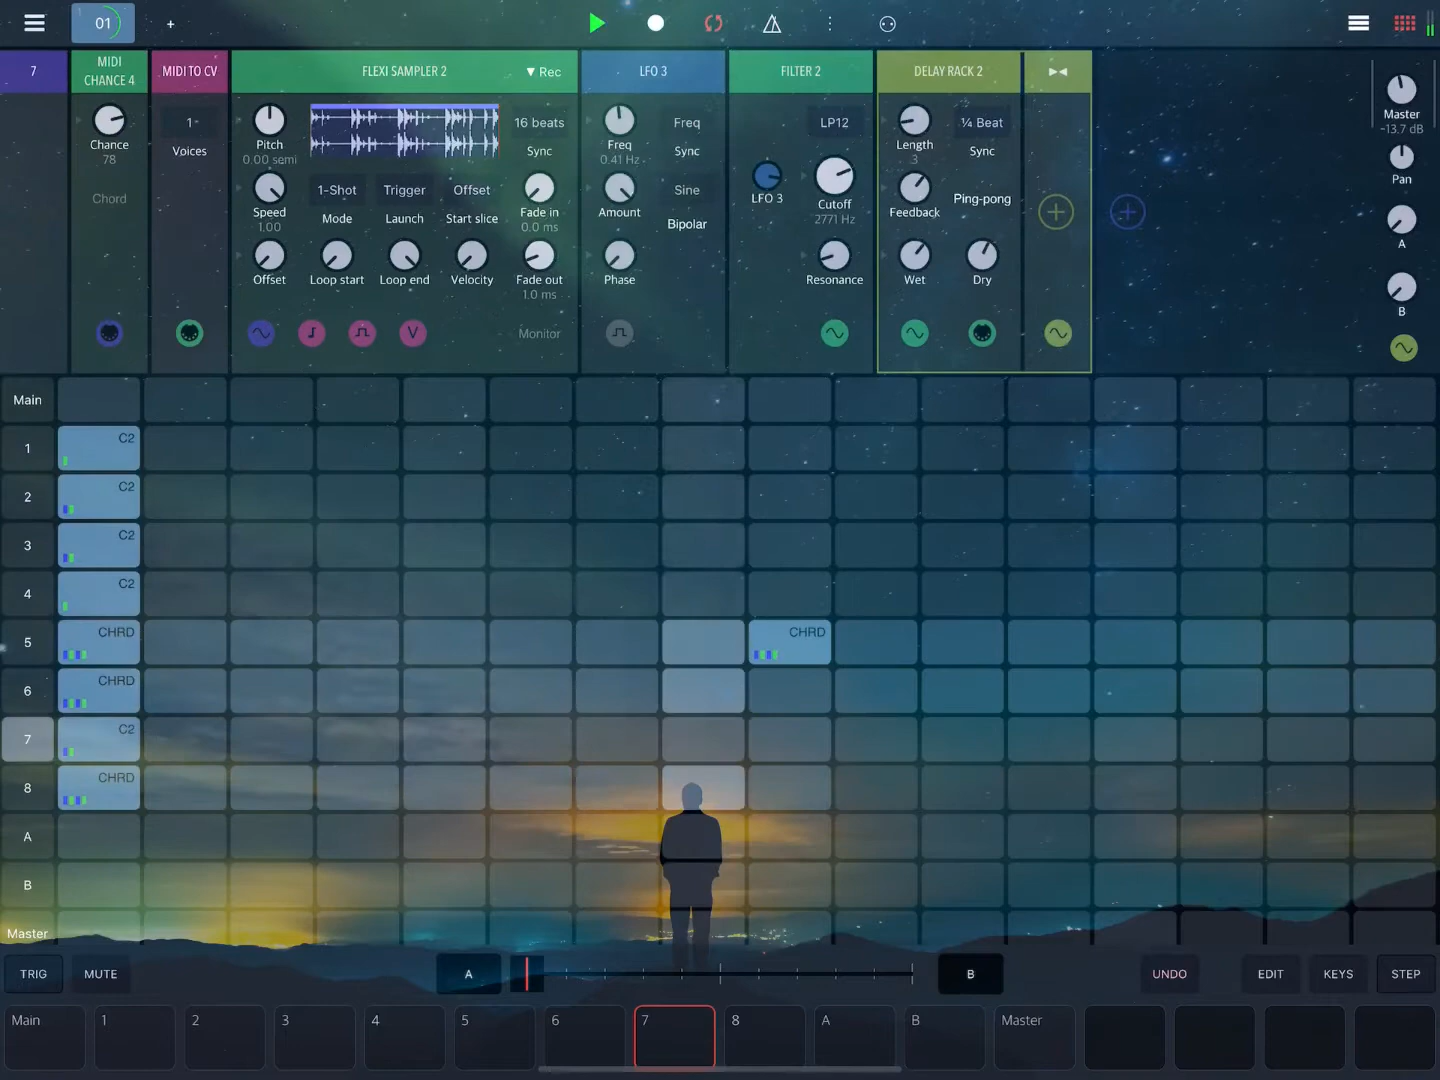 01
+
7
MIDI
CHANCE 4
MIDI TO CV
FLEXI SAMPLER 2
▼ Rec
LFO 3
FILTER 2
DELAY RACK 2
Chance
78
Chord
1
Voices
Pitch
0.00 semi
16 beats
Sync
Speed
1.00
1-Shot
Mode
Trigger
Launch
Offset
Start slice
Fade in
0.0 ms
Offset
Loop start
Loop end
Velocity
Fade out
1.0 ms
V
Monitor
Freq
0.41 Hz
Freq
Sync
Amount
Sine
Bipolar
Phase
LFO 3
LP12
Cutoff
2771 Hz
Resonance
Length
3
¼ Beat
Sync
Feedback
Ping-pong
Wet
Dry
Master
-13.7 dB
Pan
A
B
Main
1
C2
2
C2
3
C2
4
C2
5
CHRD
CHRD
6
CHRD
7
C2
8
CHRD
A
B
Master
TRIG
MUTE
A
B
UNDO
EDIT
KEYS
STEP
Main
1
2
3
4
5
6
7
8
A
B
Master